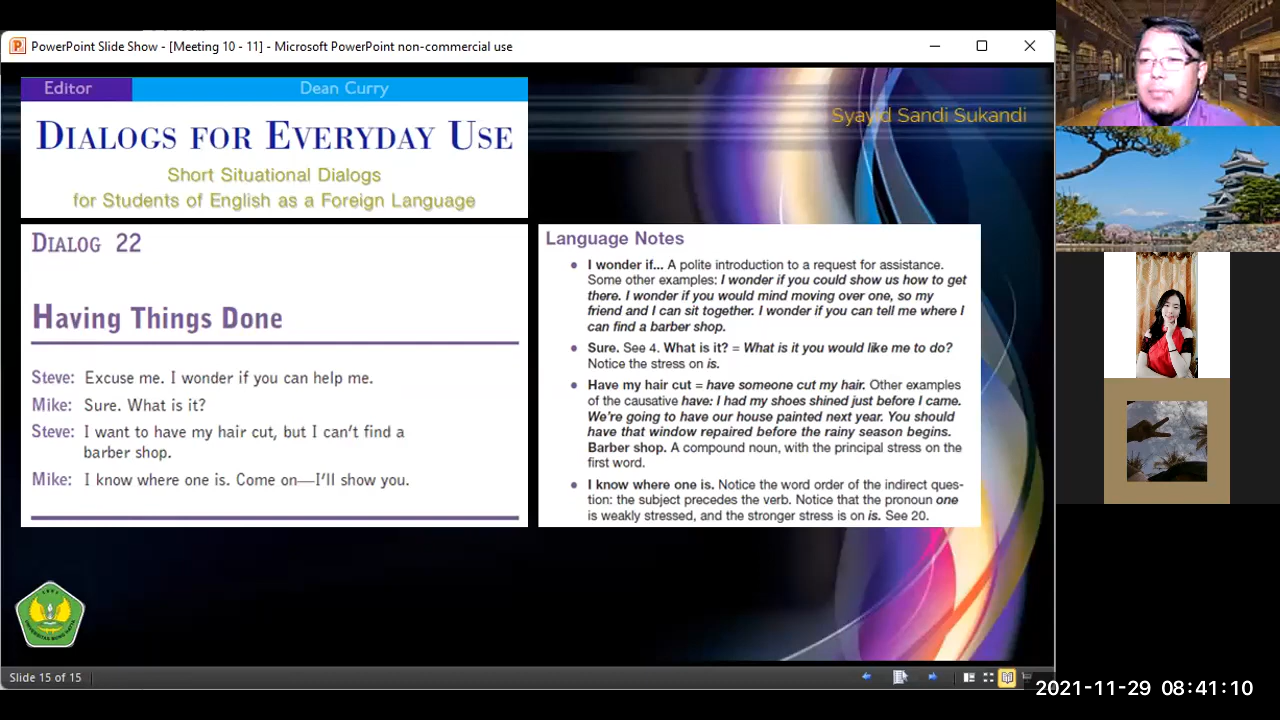 PowerPoint Slide Show - [Meeting 10 - 11] - Microsoft PowerPoint non-commercial use
Editor
Dean Curry
DIALOGS FOR EVERYDAY USE
Short Situational Dialogs
for Students of English as a Foreign Language
Syayid Sandi Sukandi
DIALOG 22
Having Things Done
Steve: Excuse me. I wonder if you can help me.
Mike: Sure. What is it?
Steve: I want to have my hair cut, but I can't find a
barber shop.
Mike: I know where one is. Come on—I'll show you.
Language Notes
• I wonder if... A polite introduction to a request for assistance.
Some other examples: I wonder if you could show us how to get
there. I wonder if you would mind moving over one, so my
friend and I can sit together. I wonder if you can tell me where I
can find a barber shop.
• Sure. See 4. What is it? = What is it you would like me to do?
Notice the stress on is.
• Have my hair cut = have someone cut my hair. Other examples
of the causative have: I had my shoes shined just before I came.
We're going to have our house painted next year. You should
have that window repaired before the rainy season begins.
Barber shop. A compound noun, with the principal stress on the
first word.
• I know where one is. Notice the word order of the indirect ques-
tion: the subject precedes the verb. Notice that the pronoun one
is weakly stressed, and the stronger stress is on is. See 20.
Slide 15 of 15
2021-11-29 08:41:10